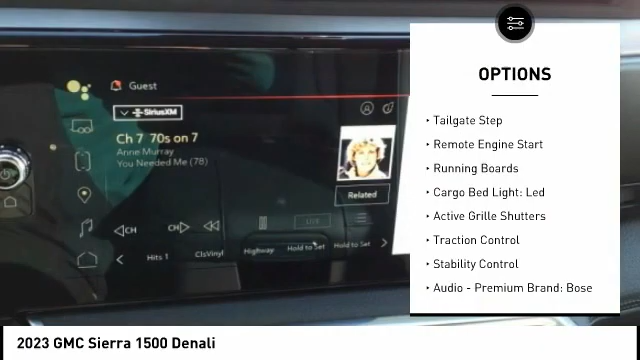 Guest
SiriusXM
Ch 7 70s on 7
Anne Murray
You Needed Me (78)
Related
CH
CH
LIVE
Hits 1
ClsVinyl
Highway
Hold to Set
Hold to Set
OPTIONS
• Tailgate Step
• Remote Engine Start
• Running Boards
• Cargo Bed Light: Led
• Active Grille Shutters
• Traction Control
• Stability Control
• Audio - Premium Brand: Bose
2023 GMC Sierra 1500 Denali